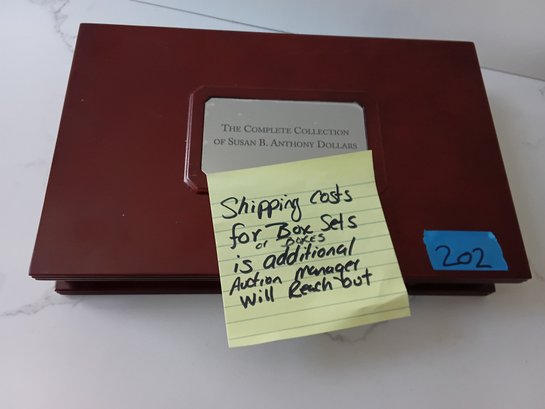 THE COMPLETE COLLECTION
OF SUSAN B. ANTHONY DOLLARS
Shipping costs
for Box Sets
or BOXES
is additional
Auction manager
Will Reach out
202